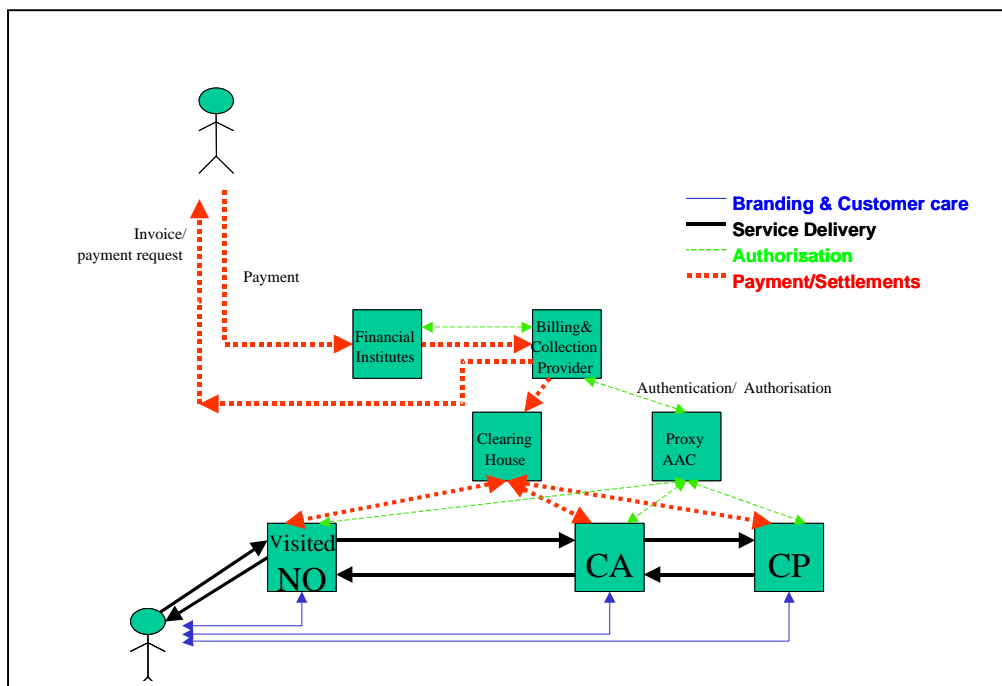 Invoice/
payment request
Payment
Branding & Customer care
Service Delivery
Authorisation
Payment/Settlements
Financial
Institutes
Billing&
Collection
Provider
Authentication/ Authorisation
Clearing
House
Proxy
AAC
Visited
NO
CA
CP